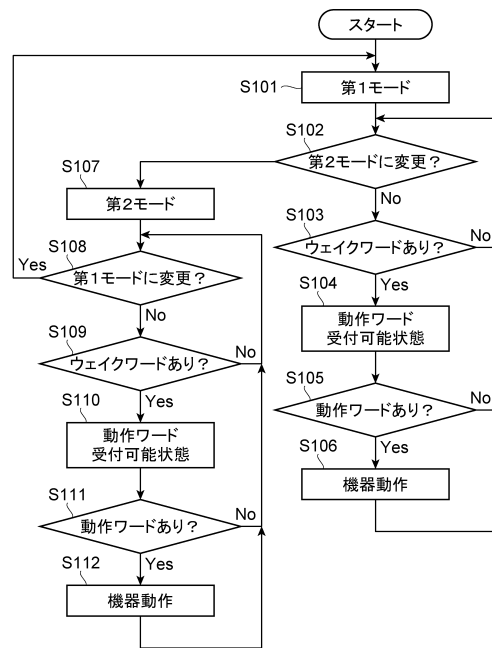 スタート
S101
第1モード
S102
第2モードに変更？
No
S103
ウェイクワードあり？
No
Yes
S104
動作ワード
受付可能状態
S105
動作ワードあり？
No
Yes
S106
機器動作
S107
第2モード
S108
第1モードに変更？
Yes
No
S109
ウェイクワードあり？
No
Yes
S110
動作ワード
受付可能状態
S111
動作ワードあり？
No
Yes
S112
機器動作